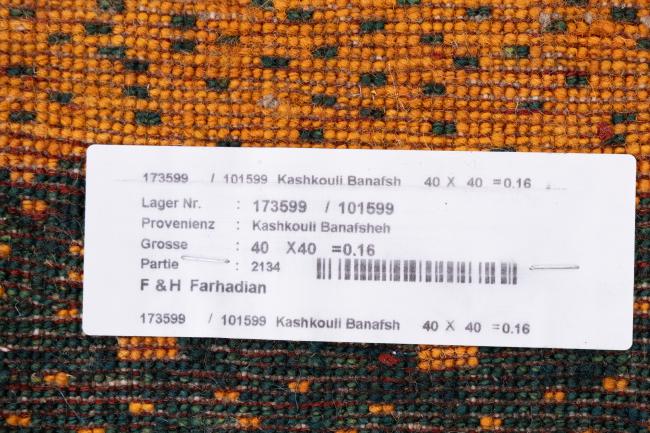 173599 / 101599 Kashkouli Banafsh 40 X 40 =0.16
Lager Nr. : 173599 / 101599
Provenienz : Kashkouli Banafsheh
Grosse : 40 X40 =0.16
Partie : 2134
F & H Farhadian
173599 / 101599 Kashkouli Banafsh 40 X 40 =0.16